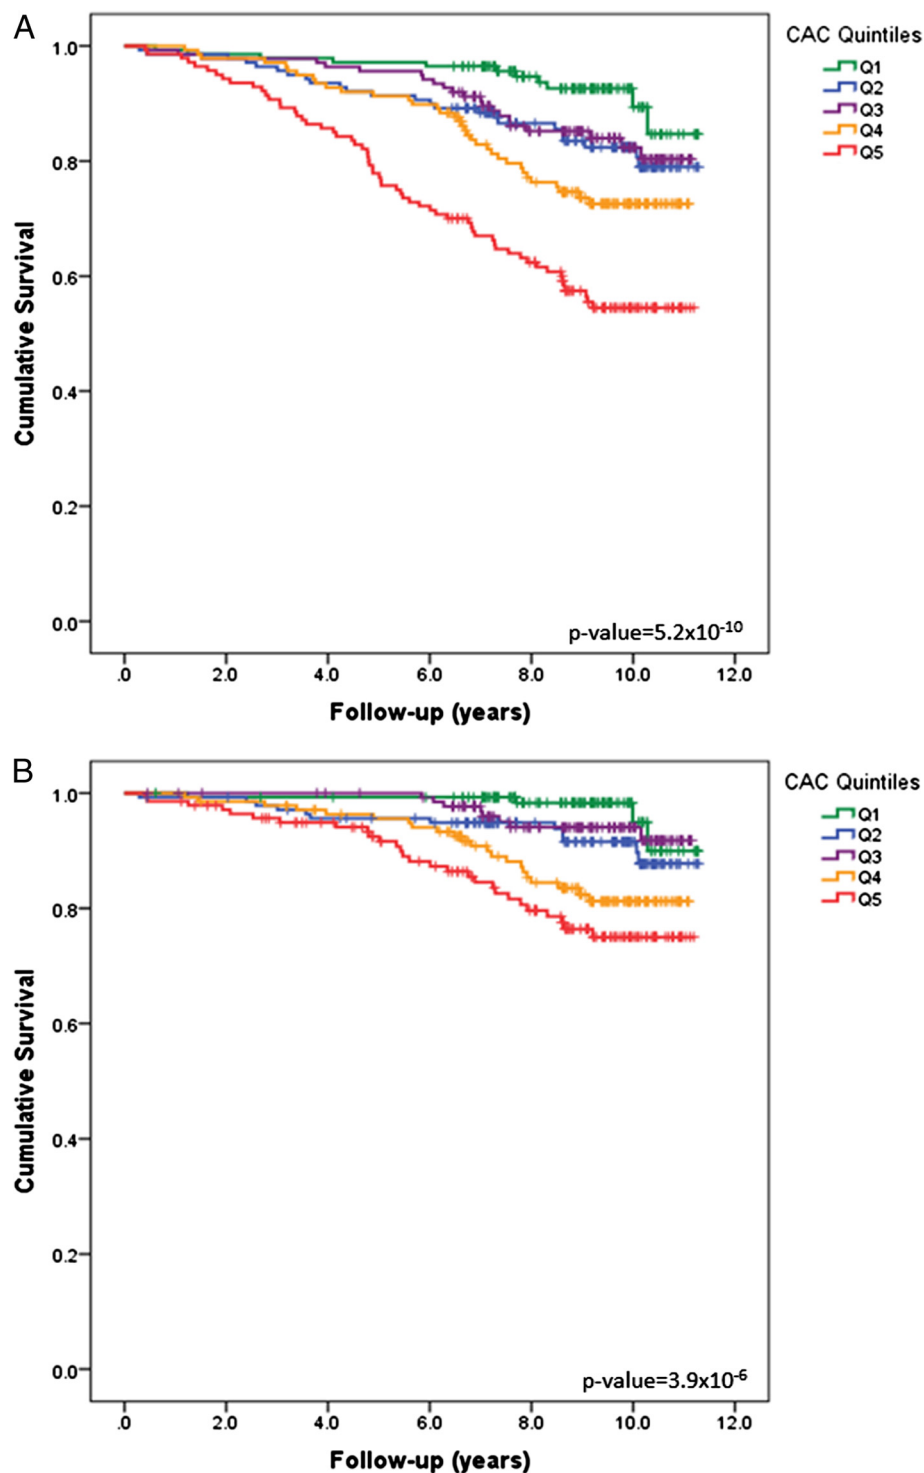 A
CAC Quintiles
Q1
Q2
Q3
Q4
Q5
1.0
0.8
0.6
0.4
0.2
0.0
Cumulative Survival
p-value=5.2x10-10
.0 2.0 4.0 6.0 8.0 10.0 12.0
Follow-up (years)
B
CAC Quintiles
Q1
Q2
Q3
Q4
Q5
1.0
0.8
0.6
0.4
0.2
0.0
Cumulative Survival
p-value=3.9x10-6
.0 2.0 4.0 6.0 8.0 10.0 12.0
Follow-up (years)